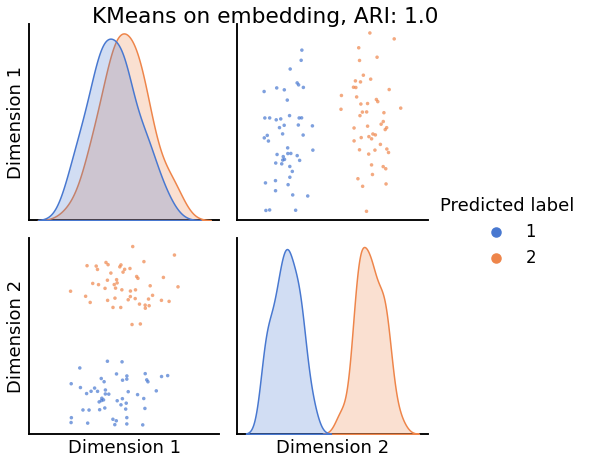 KMeans on embedding, ARI: 1.0
Dimension 1
Predicted label
1
2
Dimension 2
Dimension 1
Dimension 2